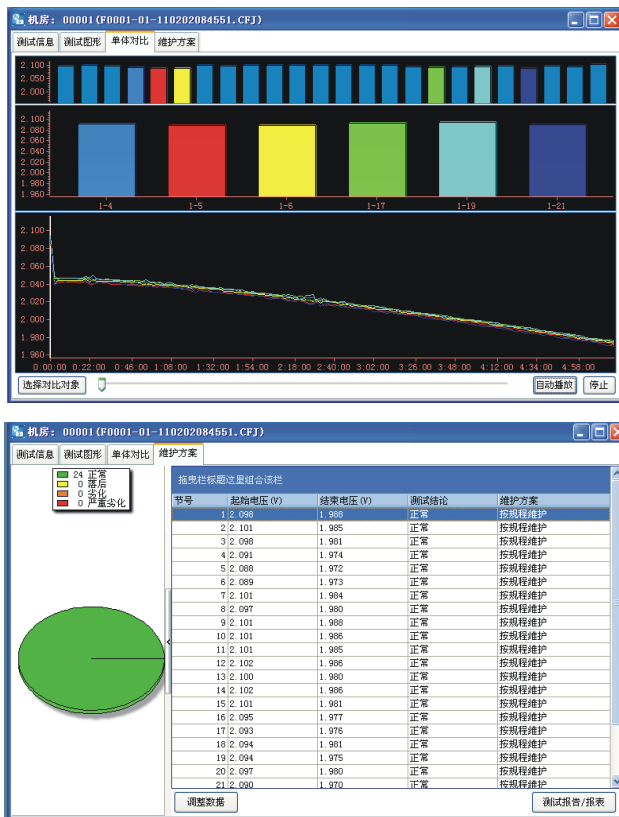 机房: 00001(F0001-01-110202084551.CFJ)
测试信息 测试图形 单体对比 维护方案
2.100
2.050
2.000
2.100
2.080
2.060
2.040
2.020
2.000
1.980
1.960
1-4 1-5 1-6 1-17 1-19 1-21
2.100
2.080
2.060
2.040
2.020
2.000
1.980
1.960
0:00:00 0:22:00 0:46:00 1:08:00 1:32:00 1:54:00 2:18:00 2:40:00 3:02:00 3:26:00 3:48:00 4:12:00 4:34:00 4:58:00
选择对比对象 自动播放 停止
机房: 00001(F0001-01-110202084551.CFJ)
测试信息 测试图形 单体对比 维护方案
24 正常
0 落后
0 劣化
0 严重劣化
拖曳栏标题这里组合该栏
节号 起始电压(V) 结束电压(V) 测试结论 维护方案
1 2.098 1.988 正常 按规程维护
2 2.101 1.985 正常 按规程维护
3 2.098 1.981 正常 按规程维护
4 2.091 1.974 正常 按规程维护
5 2.088 1.972 正常 按规程维护
6 2.089 1.973 正常 按规程维护
7 2.101 1.984 正常 按规程维护
8 2.097 1.980 正常 按规程维护
9 2.101 1.988 正常 按规程维护
10 2.101 1.986 正常 按规程维护
11 2.101 1.985 正常 按规程维护
12 2.102 1.986 正常 按规程维护
13 2.100 1.980 正常 按规程维护
14 2.102 1.986 正常 按规程维护
15 2.101 1.981 正常 按规程维护
16 2.095 1.977 正常 按规程维护
17 2.093 1.976 正常 按规程维护
18 2.094 1.981 正常 按规程维护
19 2.094 1.975 正常 按规程维护
20 2.097 1.980 正常 按规程维护
21 2.090 1.970 正常 按规程维护
调整数据 测试报告/报表